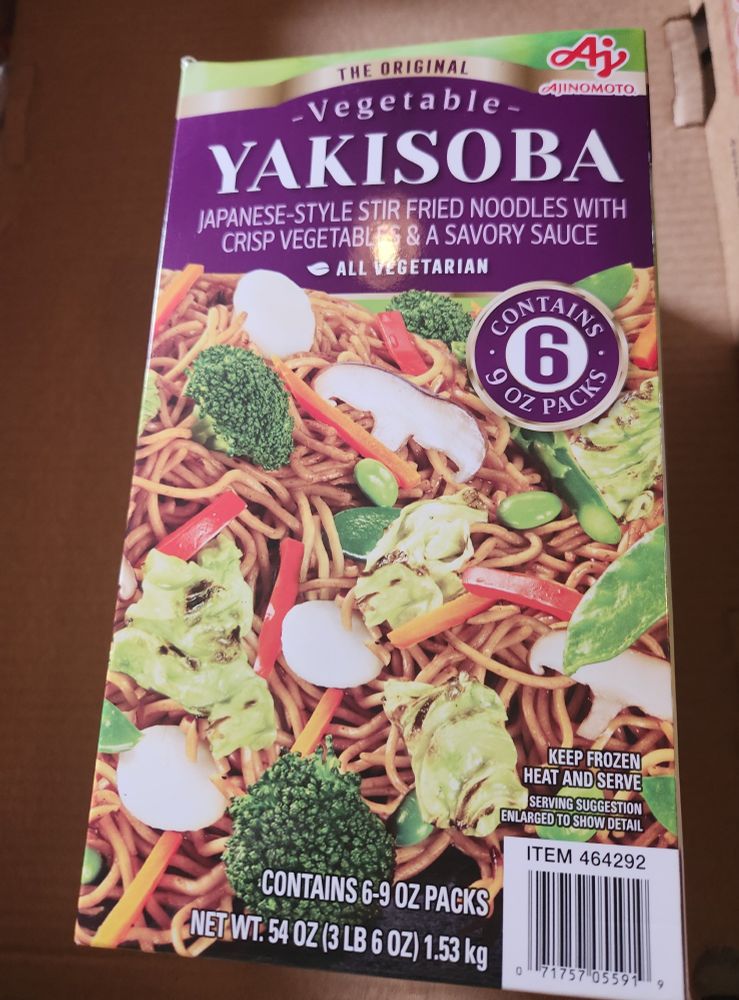 THE ORIGINAL
Aj
AJINOMOTO
-Vegetable-
YAKISOBA
JAPANESE-STYLE STIR FRIED NOODLES WITH
CRISP VEGETABLES & A SAVORY SAUCE
ALL VEGETARIAN
CONTAINS
6
9 OZ PACKS
KEEP FROZEN
HEAT AND SERVE
SERVING SUGGESTION
ENLARGED TO SHOW DETAIL
ITEM 464292
CONTAINS 6-9 OZ PACKS
NET WT. 54 OZ (3 LB 6 OZ) 1.53 kg
0 71757 05591 9